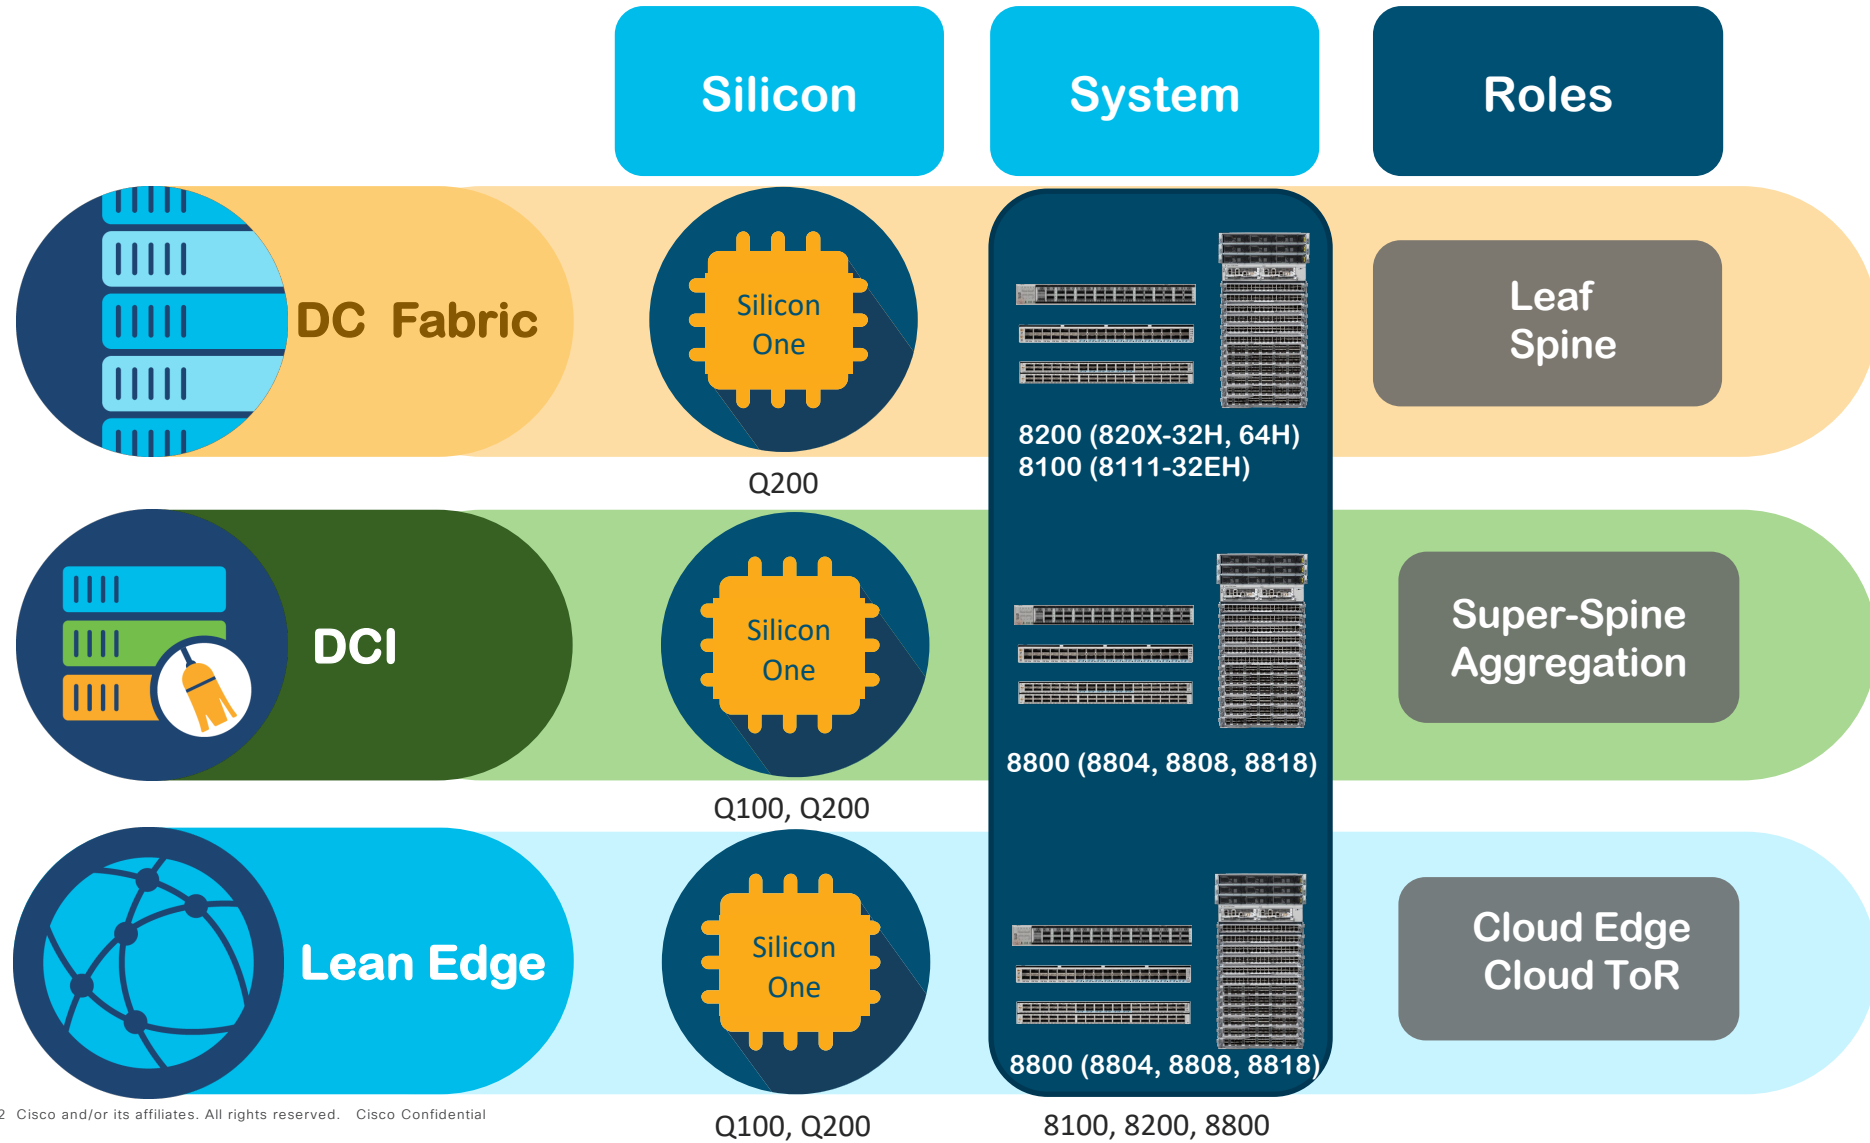 Silicon
System
Roles
DC Fabric
Silicon
One
Q200
8200 (820X-32H, 64H)
8100 (8111-32EH)
Leaf
Spine
DCI
Silicon
One
Q100, Q200
8800 (8804, 8808, 8818)
Super-Spine
Aggregation
Lean Edge
Silicon
One
Q100, Q200
8800 (8804, 8808, 8818)
8100, 8200, 8800
Cloud Edge
Cloud ToR
2 Cisco and/or its affiliates. All rights reserved. Cisco Confidential